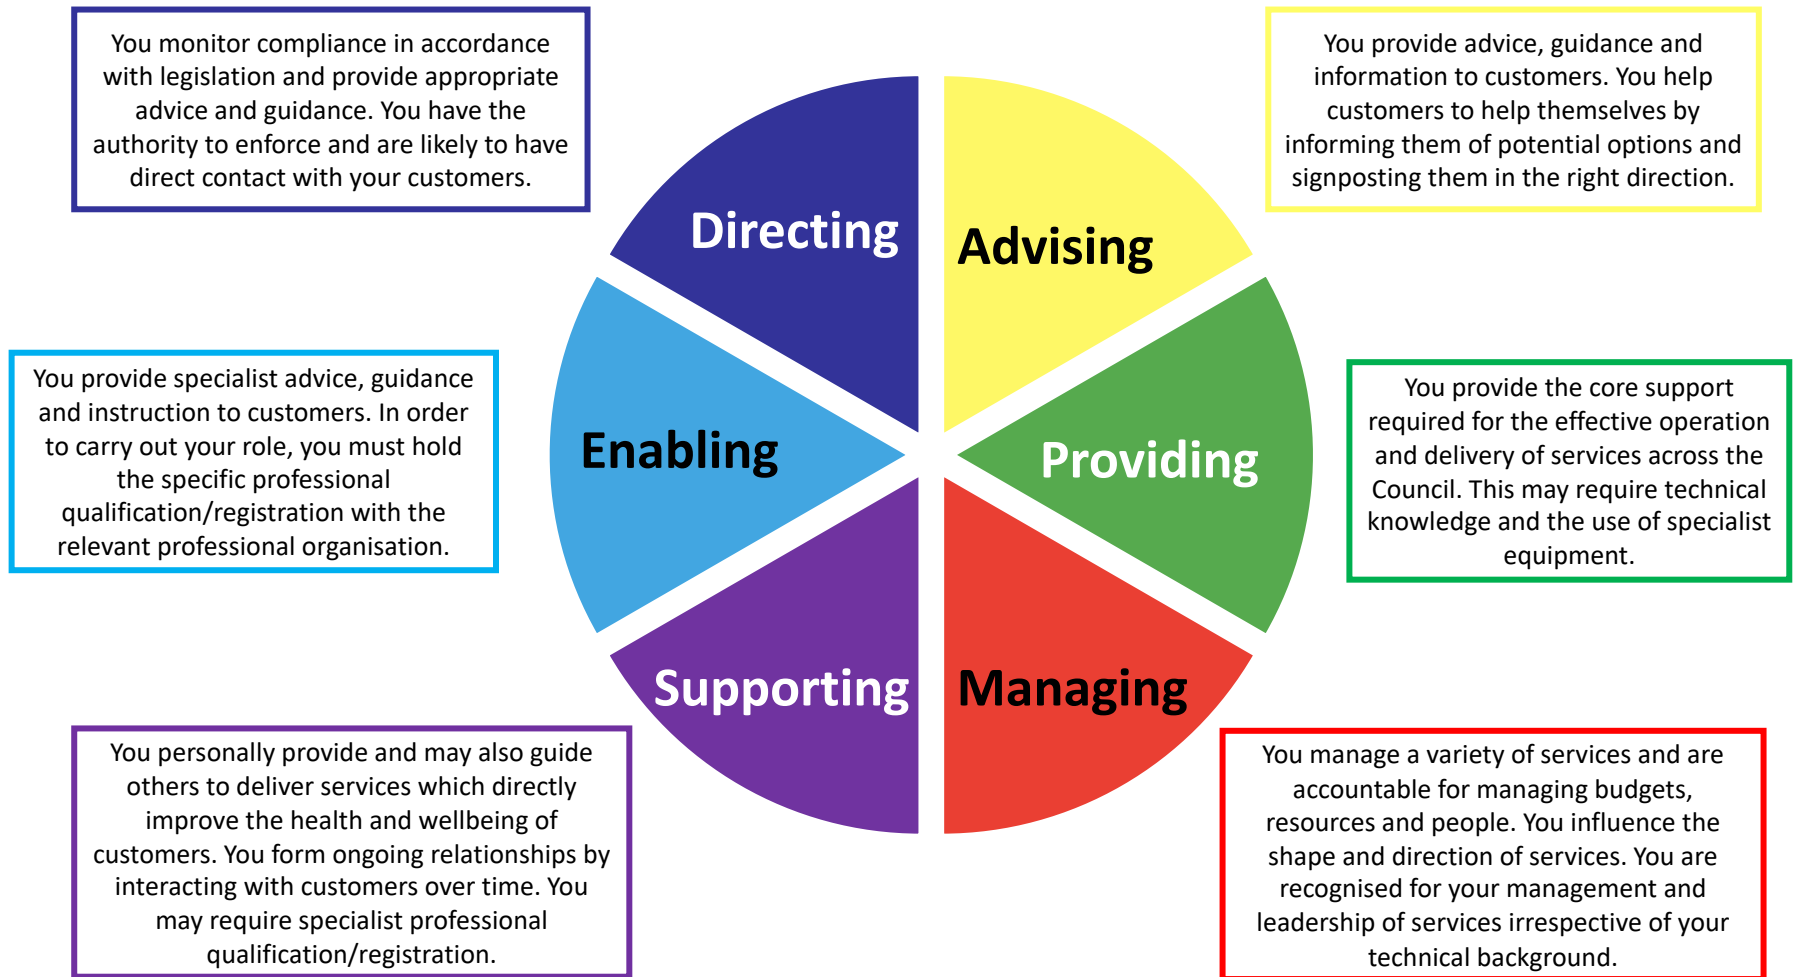 You monitor compliance in accordance
with legislation and provide appropriate
advice and guidance. You have the
authority to enforce and are likely to have
direct contact with your customers.
You provide advice, guidance and
information to customers. You help
customers to help themselves by
informing them of potential options and
signposting them in the right direction.
Directing
Advising
You provide specialist advice, guidance
and instruction to customers. In order
to carry out your role, you must hold
the specific professional
qualification/registration with the
relevant professional organisation.
Enabling
Providing
You provide the core support
required for the effective operation
and delivery of services across the
Council. This may require technical
knowledge and the use of specialist
equipment.
Supporting
Managing
You personally provide and may also guide
others to deliver services which directly
improve the health and wellbeing of
customers. You form ongoing relationships by
interacting with customers over time. You
may require specialist professional
qualification/registration.
You manage a variety of services and are
accountable for managing budgets,
resources and people. You influence the
shape and direction of services. You are
recognised for your management and
leadership of services irrespective of your
technical background.